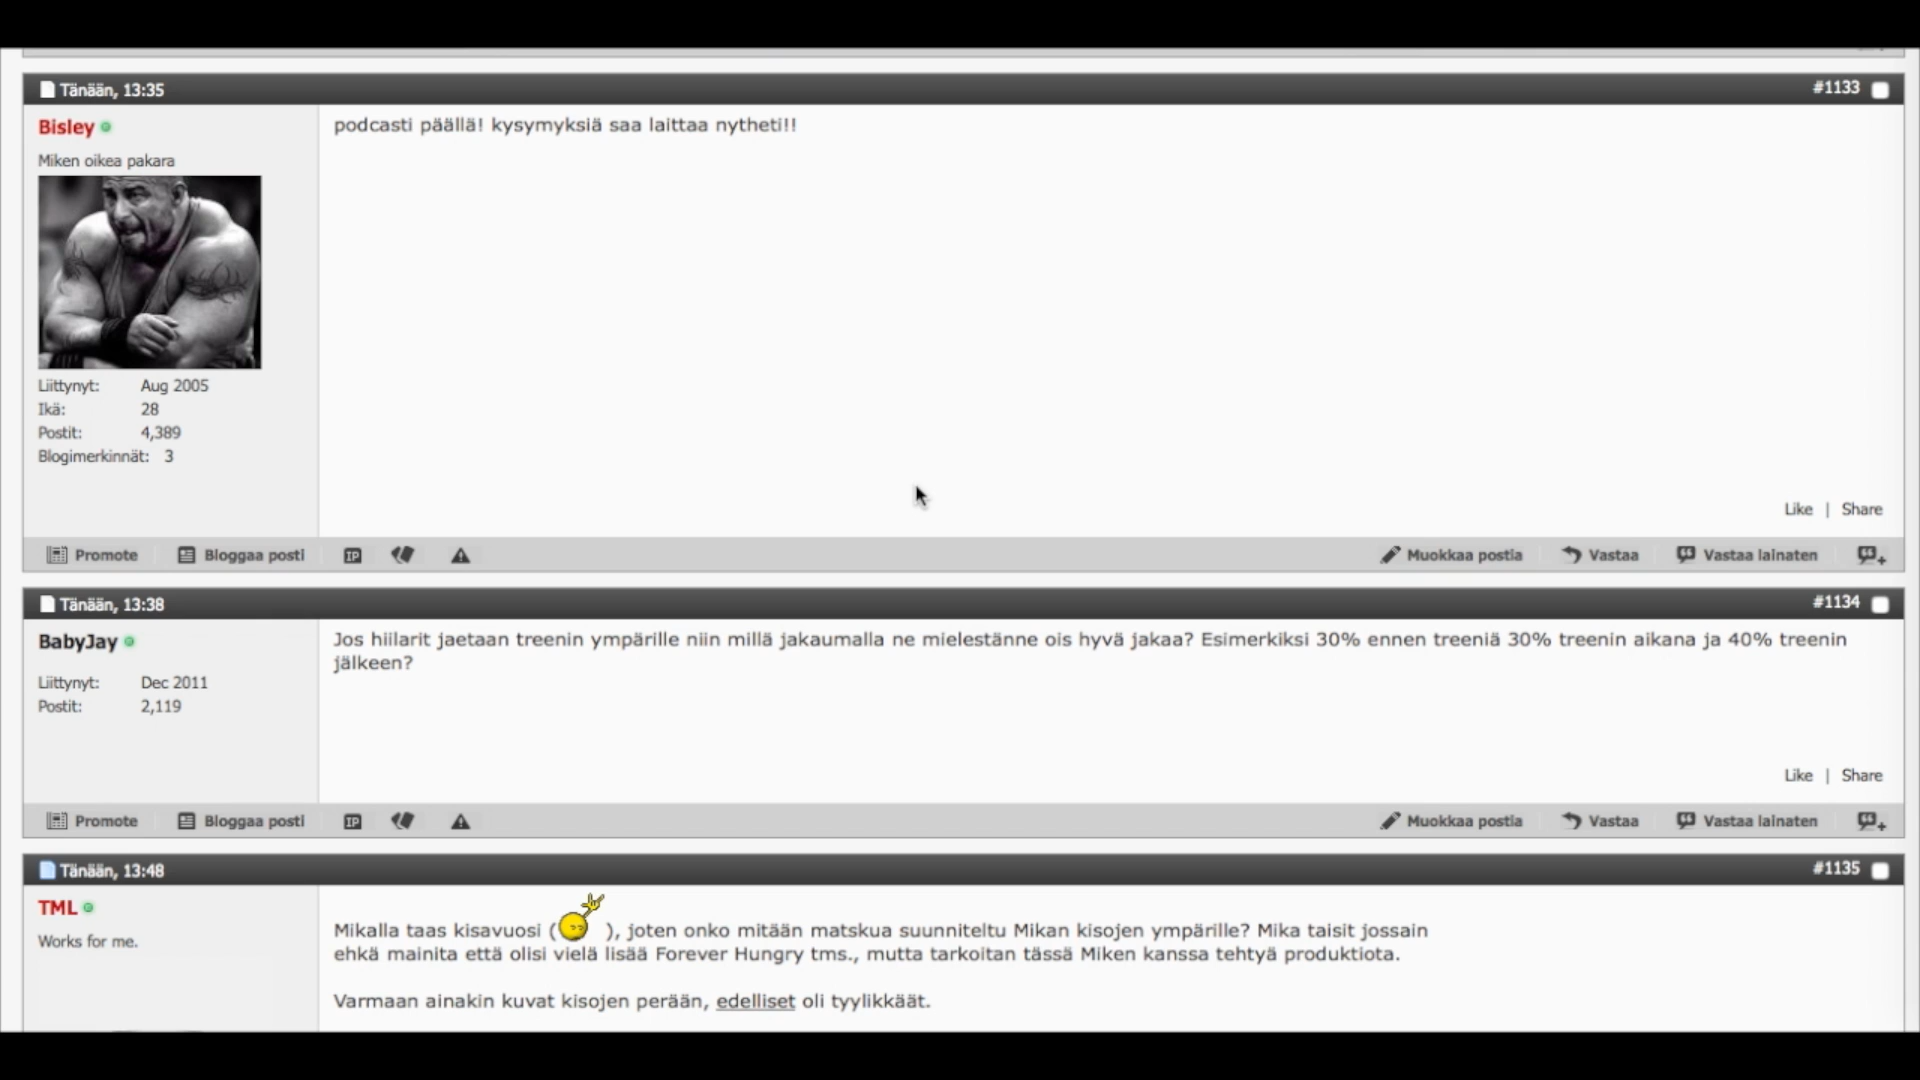 Tänään, 13:35 #1133
Bisley
Miken oikea pakara
Liittynyt: Aug 2005
Ikä: 28
Postit: 4,389
Blogimerkinnät: 3
podcasti päällä! kysymyksiä saa laittaa nytheti!!
Like | Share
Promote Bloggaa posti IP Muokkaa postia Vastaa Vastaa lainaten
Tänään, 13:38 #1134
BabyJay
Liittynyt: Dec 2011
Postit: 2,119
Jos hiilarit jaetaan treenin ympärille niin millä jakaumalla ne mielestänne ois hyvä jakaa? Esimerkiksi 30% ennen treeniä 30% treenin aikana ja 40% treenin
jälkeen?
Like | Share
Promote Bloggaa posti IP Muokkaa postia Vastaa Vastaa lainaten
Tänään, 13:48 #1135
TML
Works for me.
Mikalla taas kisavuosi ( ), joten onko mitään matskua suunniteltu Mikan kisojen ympärille? Mika taisit jossain
ehkä mainita että olisi vielä lisää Forever Hungry tms., mutta tarkoitan tässä Miken kanssa tehtyä produktiota.
Varmaan ainakin kuvat kisojen perään, edelliset oli tyylikkäät.